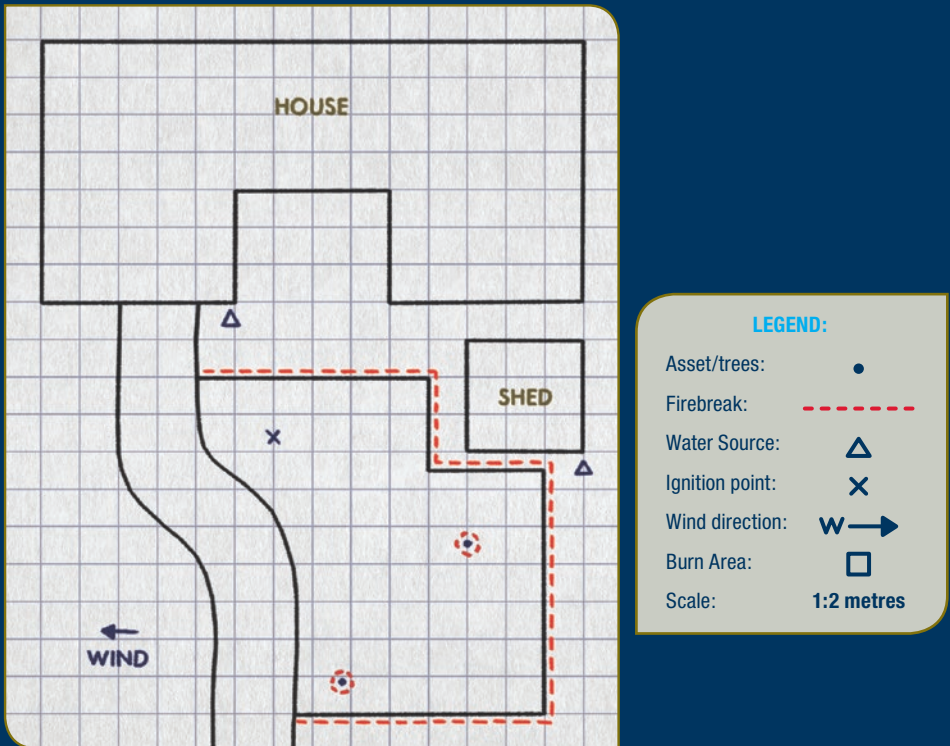 HOUSE
SHED
WIND
LEGEND:
Asset/trees:
Firebreak:
Water Source:
Ignition point:
Wind direction: W
Burn Area:
Scale: 1:2 metres